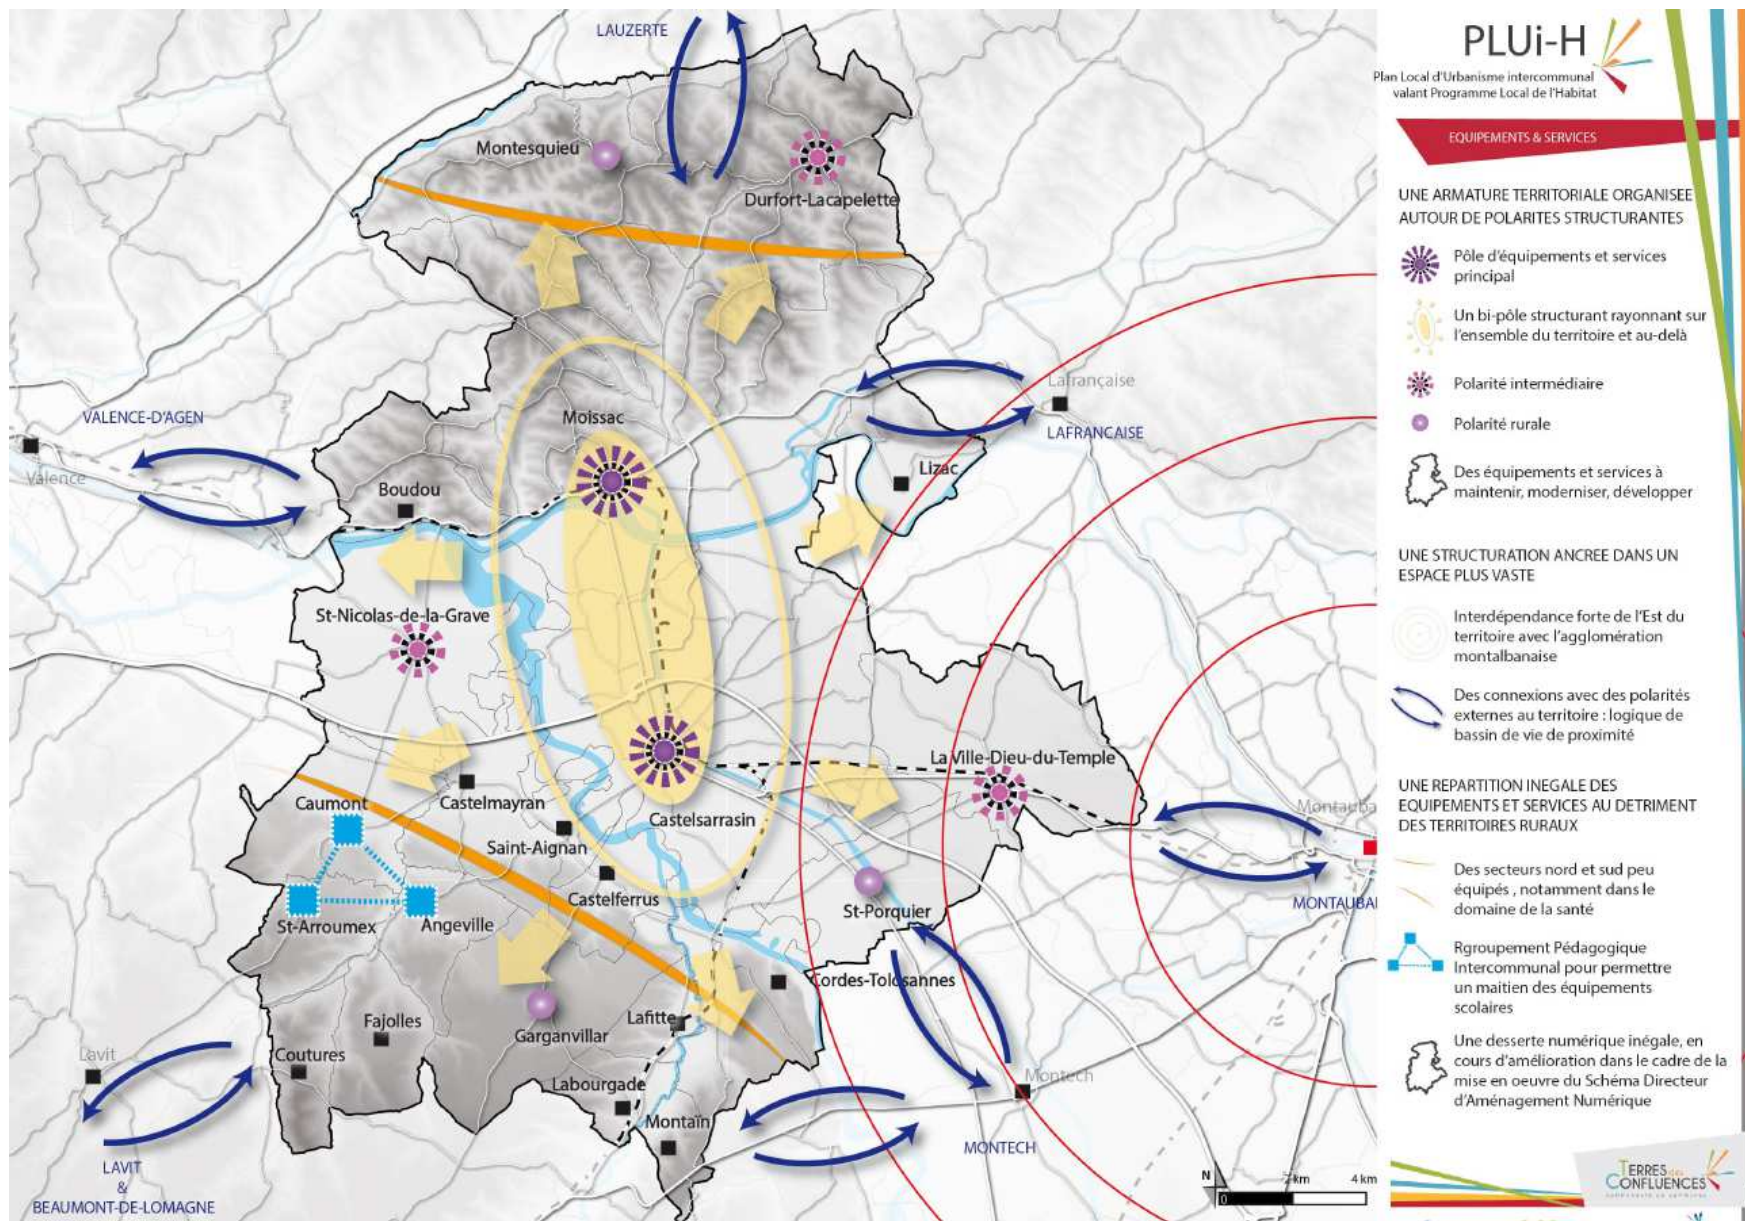 LAUZERTE
Montesquieu
Durfort-Lacapelette
Moissac
VALENCE-D'AGEN
Valence
Boudou
Lafrançaise
LAFRANCAISE
Lizac
St-Nicolas-de-la-Grave
La Ville-Dieu-du-Temple
Caumont
Castelmayran
Castelsarrasin
Montauba
Saint-Aignan
Castelferrus
St-Arroumex
Angeville
St-Porquier
MONTAUBA
Cordes-Tolosannes
Fajolles
Garganvillar
Lafitte
Lavit
Coutures
Labourgade
Montech
Montaïn
MONTECH
LAVIT
&
BEAUMONT-DE-LOMAGNE
N
0
2 km
4 km
PLUi-H
Plan Local d'Urbanisme intercommunal
valant Programme Local de l'Habitat
EQUIPEMENTS & SERVICES
UNE ARMATURE TERRITORIALE ORGANISEE
AUTOUR DE POLARITES STRUCTURANTES
Pôle d'équipements et services
principal
Un bi-pôle structurant rayonnant sur
l'ensemble du territoire et au-delà
Polarité intermédiaire
Polarité rurale
Des équipements et services à
maintenir, moderniser, développer
UNE STRUCTURATION ANCREE DANS UN
ESPACE PLUS VASTE
Interdépendance forte de l'Est du
territoire avec l'agglomération
montalbanaise
Des connexions avec des polarités
externes au territoire : logique de
bassin de vie de proximité
UNE REPARTITION INEGALE DES
EQUIPEMENTS ET SERVICES AU DETRIMENT
DES TERRITOIRES RURAUX
Des secteurs nord et sud peu
équipés , notamment dans le
domaine de la santé
Rgroupement Pédagogique
Intercommunal pour permettre
un maitien des équipements
scolaires
Une desserte numérique inégale, en
cours d'amélioration dans le cadre de la
mise en oeuvre du Schéma Directeur
d'Aménagement Numérique
TERRES DES
CONFLUENCES